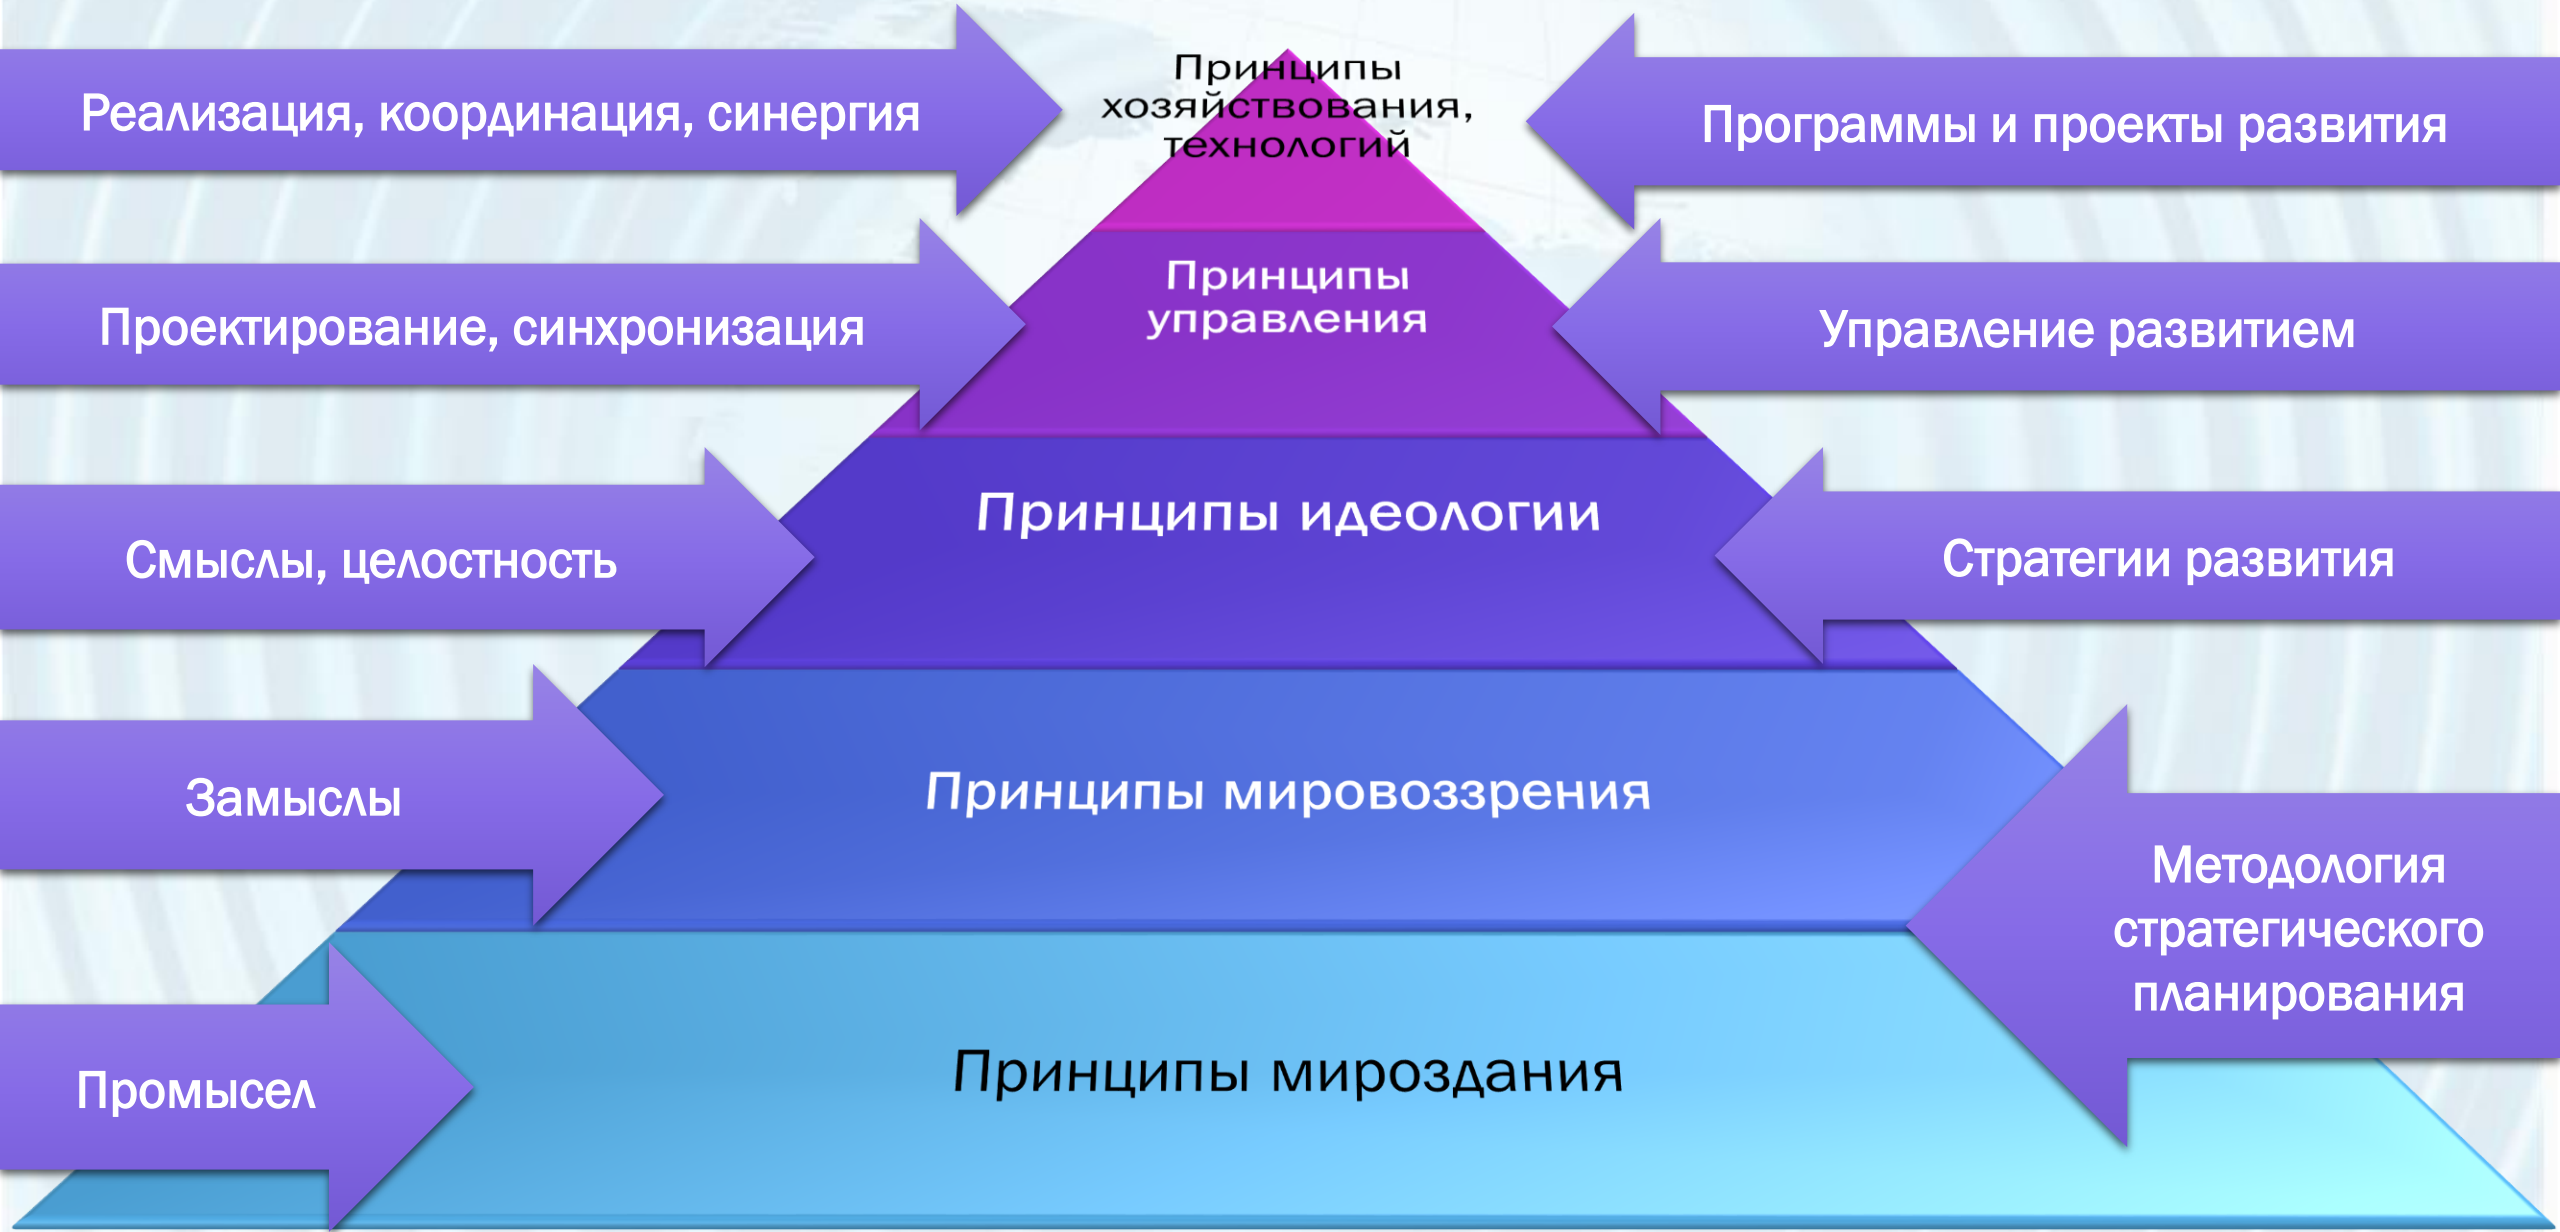 Реализация, координация, синергия
Принципы
хозяйствования,
технологий
Программы и проекты развития
Проектирование, синхронизация
Принципы
управления
Управление развитием
Смыслы, целостность
Принципы идеологии
Стратегии развития
Замыслы
Принципы мировоззрения
Методология
стратегического
планирования
Промысел
Принципы мироздания